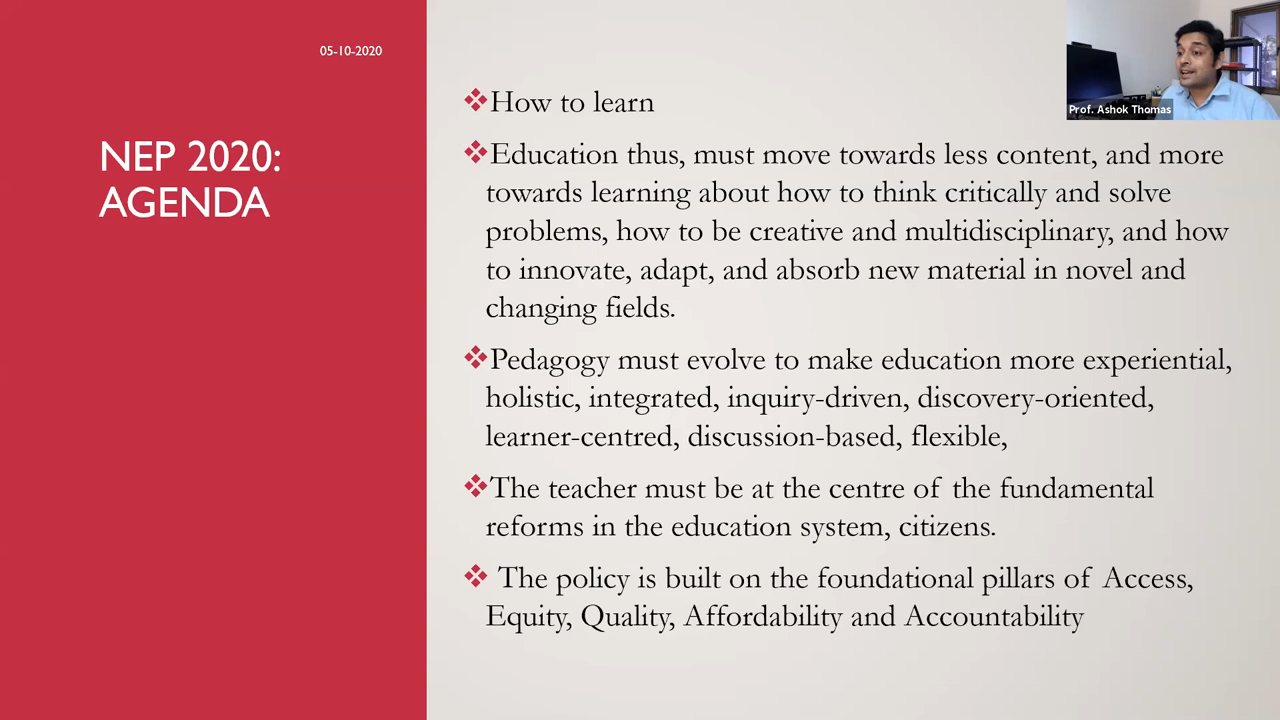 05-10-2020
NEP 2020:
AGENDA
How to learn
Education thus, must move towards less content, and more
towards learning about how to think critically and solve
problems, how to be creative and multidisciplinary, and how
to innovate, adapt, and absorb new material in novel and
changing fields.
Pedagogy must evolve to make education more experiential,
holistic, integrated, inquiry-driven, discovery-oriented,
learner-centred, discussion-based, flexible,
The teacher must be at the centre of the fundamental
reforms in the education system, citizens.
The policy is built on the foundational pillars of Access,
Equity, Quality, Affordability and Accountability
Prof. Ashok Thomas